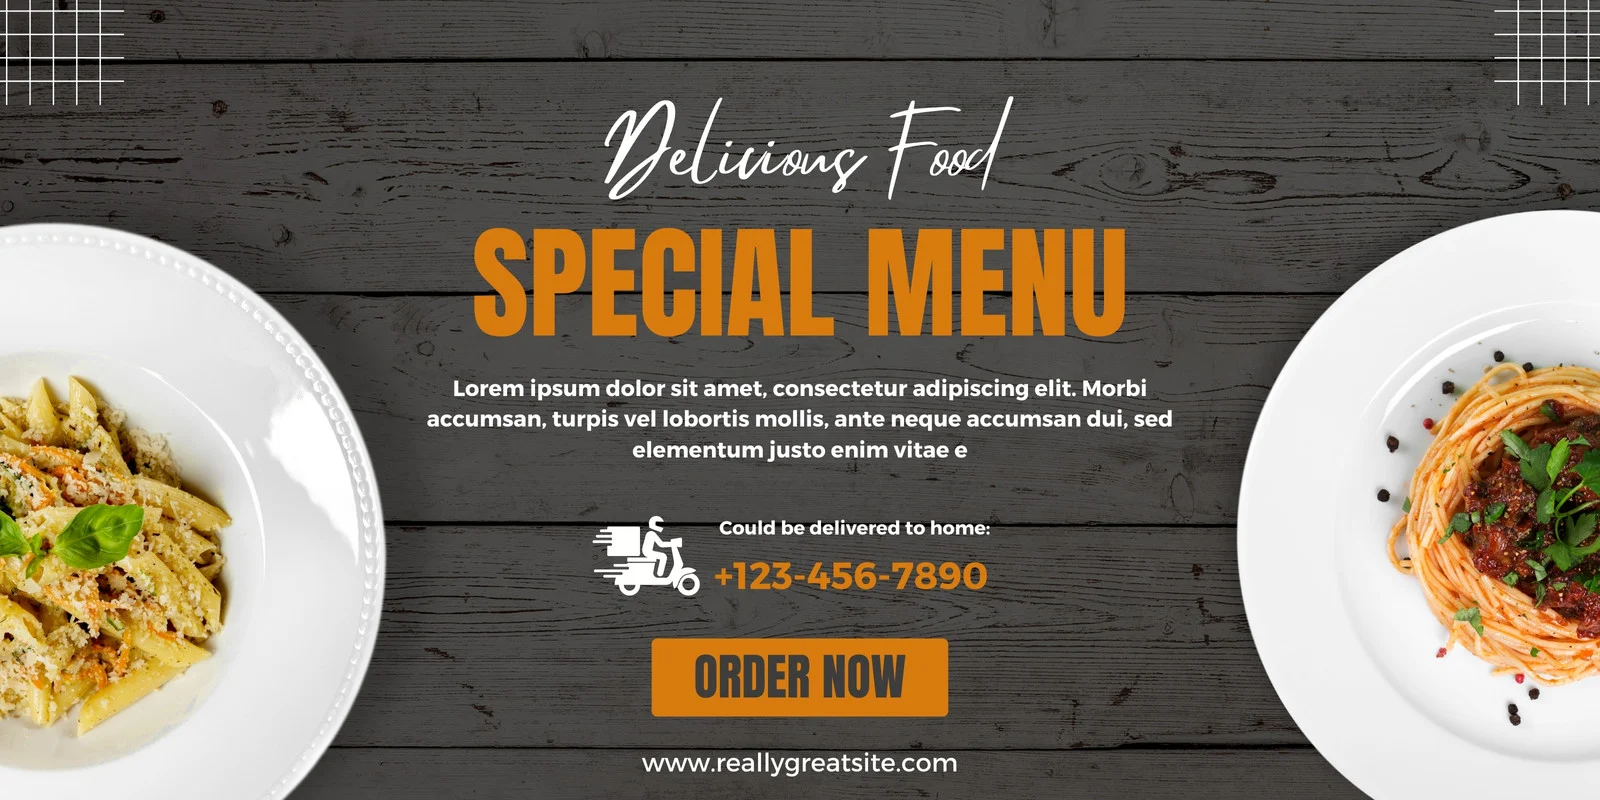 Delicious Food
SPECIAL MENU
Lorem ipsum dolor sit amet, consectetur adipiscing elit. Morbi
accumsan, turpis vel lobortis mollis, ante neque accumsan dui, sed
elementum justo enim vitae e
Could be delivered to home:
+123-456-7890
ORDER NOW
www.reallygreatsite.com